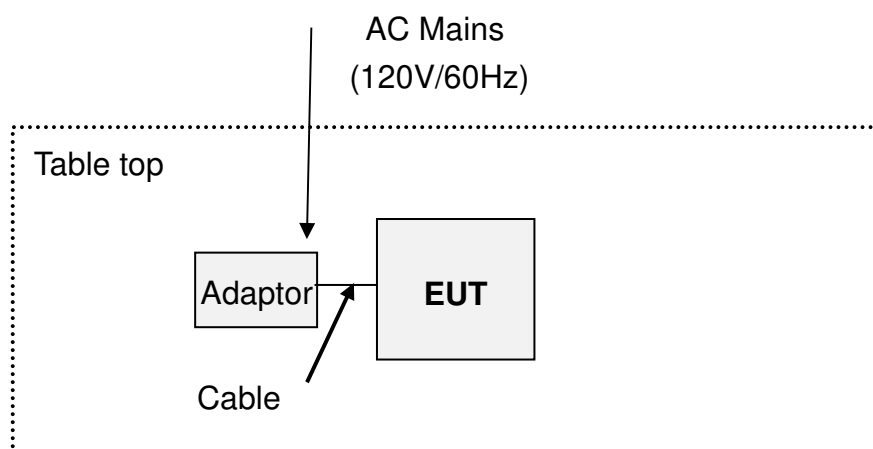 AC Mains
(120V/60Hz)
Table top
Adaptor
EUT
Cable